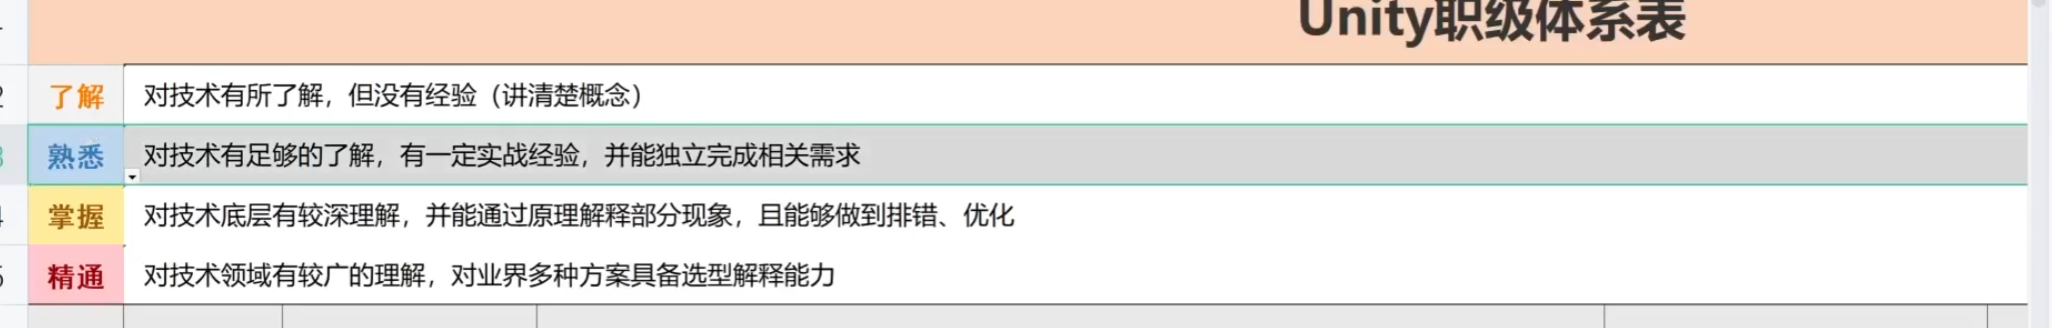 Unity职级体系表
了解 对技术有所了解，但没有经验（讲清楚概念）
熟悉 对技术有足够的了解，有一定实战经验，并能独立完成相关需求
掌握 对技术底层有较深理解，并能通过原理解释部分现象，且能够做到排错、优化
精通 对技术领域有较广的理解，对业界多种方案具备选型解释能力